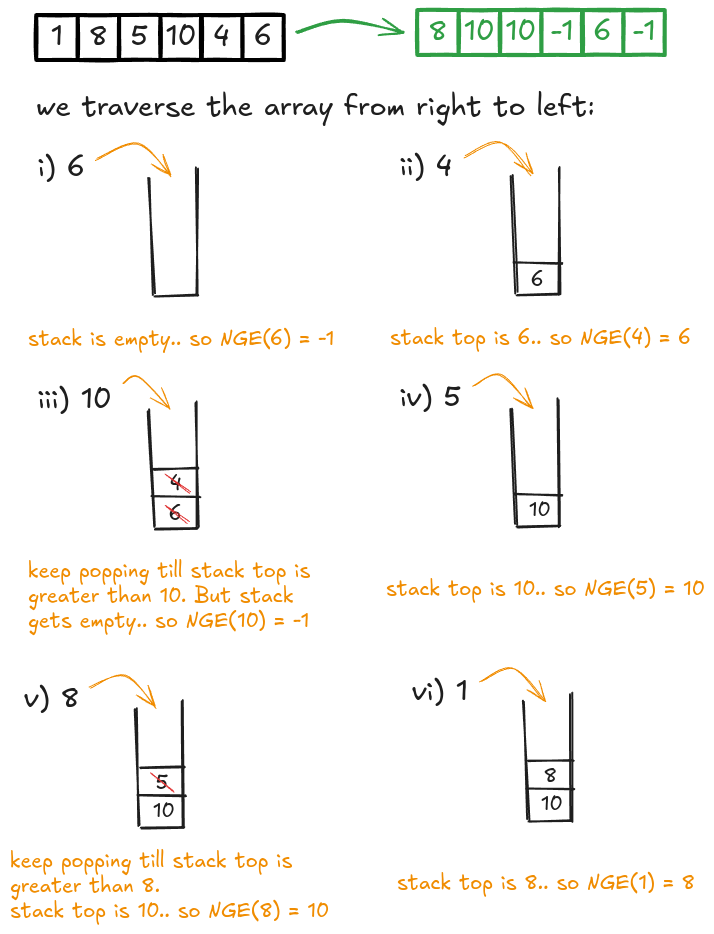 1 8 5 10 4 6
8 10 10 -1 6 -1
we traverse the array from right to left:
i) 6
stack is empty.. so NGE(6) = -1
ii) 4
6
stack top is 6.. so NGE(4) = 6
iii) 10
4
6
keep popping till stack top is
greater than 10. But stack
gets empty.. so NGE(10) = -1
iv) 5
10
stack top is 10.. so NGE(5) = 10
v) 8
5
10
keep popping till stack top is
greater than 8.
stack top is 10.. so NGE(8) = 10
vi) 1
8
10
stack top is 8.. so NGE(1) = 8